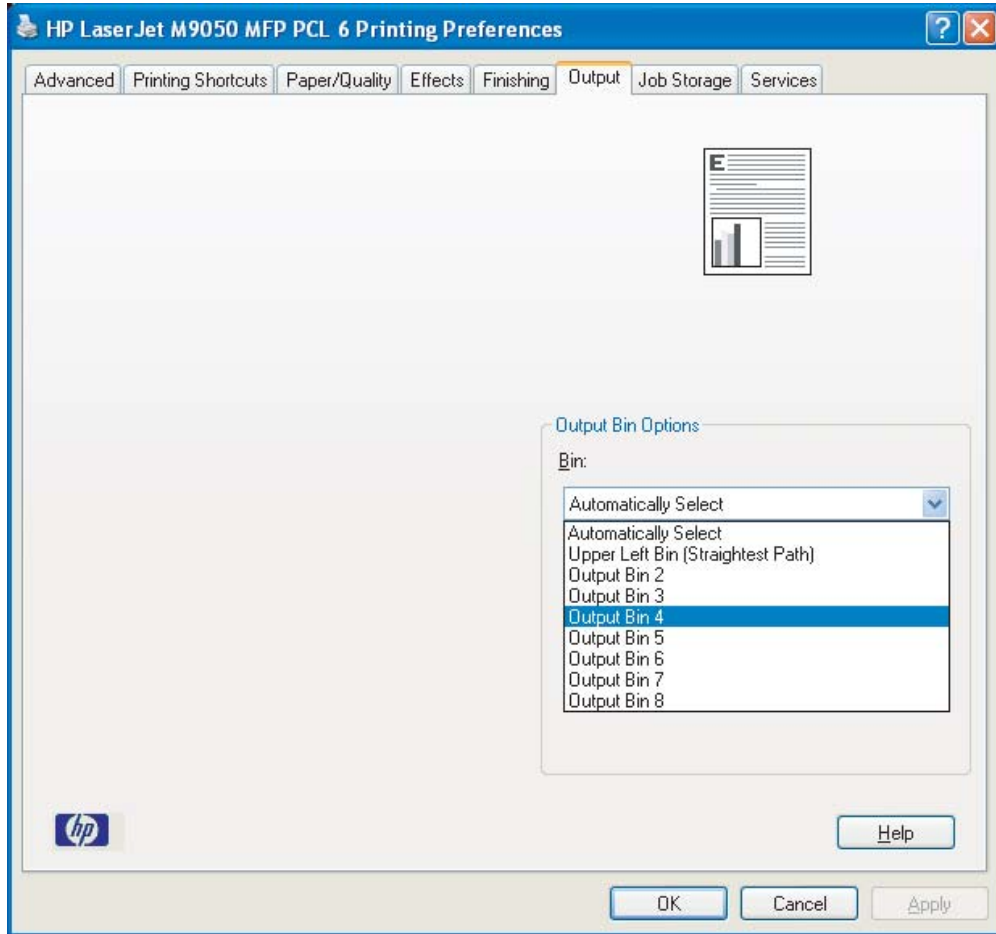 HP LaserJet M9050 MFP PCL 6 Printing Preferences
Advanced Printing Shortcuts Paper/Quality Effects Finishing Output Job Storage Services
E
Output Bin Options
Bin:
Automatically Select
Automatically Select
Upper Left Bin (Straightest Path)
Output Bin 2
Output Bin 3
Output Bin 4
Output Bin 5
Output Bin 6
Output Bin 7
Output Bin 8
hp
Help
OK Cancel Apply